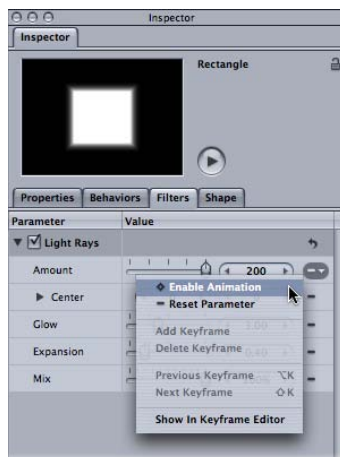 Inspector
Inspector
Rectangle
Properties Behaviors Filters Shape
Parameter Value
Light Rays
Amount 200
Enable Animation
Center
Reset Parameter
Glow
Add Keyframe
Expansion
Delete Keyframe
Mix
Previous Keyframe ⌥K
Next Keyframe ⇧K
Show In Keyframe Editor